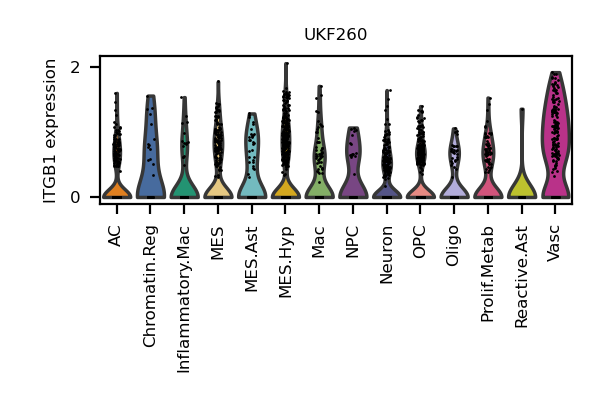 UKF260
ITGB1 expression
2
0
AC
Chromatin.Reg
Inflammatory.Mac
MES
MES.Ast
MES.Hyp
Mac
NPC
Neuron
OPC
Oligo
Prolif.Metab
Reactive.Ast
Vasc